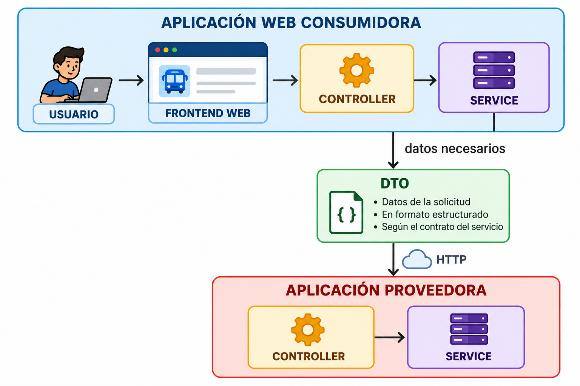 APLICACIÓN WEB CONSUMIDORA
USUARIO
FRONTEND WEB
CONTROLLER
SERVICE
datos necesarios
DTO
{ }
• Datos de la solicitud
• En formato estructurado
• Según el contrato del servicio
HTTP
APLICACIÓN PROVEEDORA
CONTROLLER
SERVICE